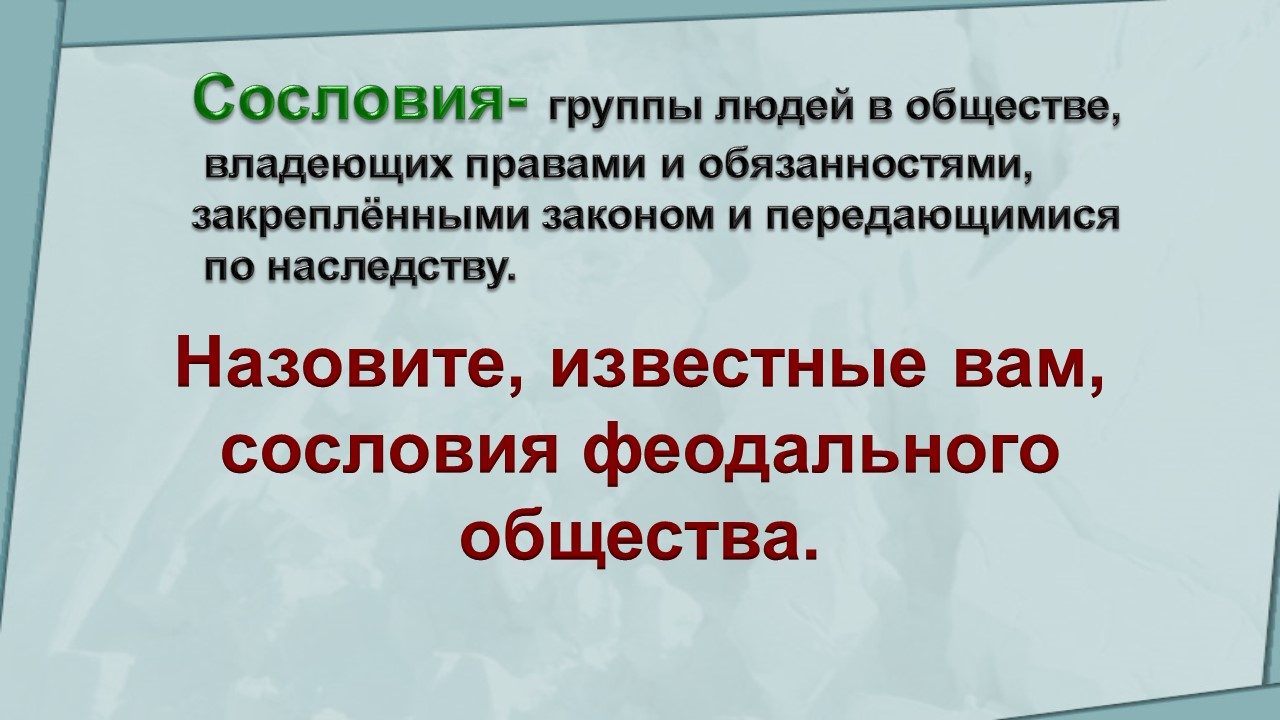 Сословия- группы людей в обществе,
владеющих правами и обязанностями,
закреплёнными законом и передающимися
по наследству.
Назовите, известные вам,
сословия феодального
общества.